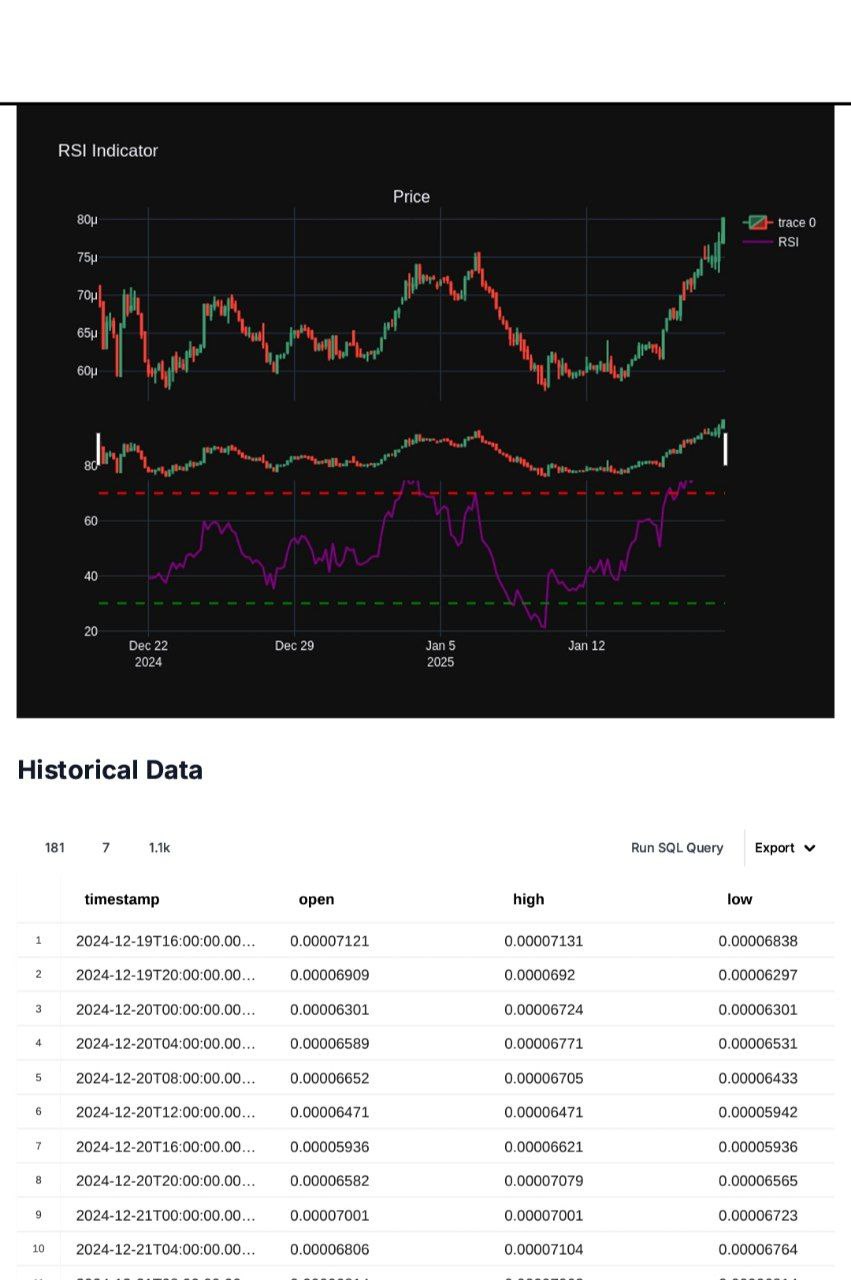 RSI Indicator
Price
trace 0
RSI
80μ
75μ
70μ
65μ
60μ
80
60
40
20
Dec 22 Dec 29 Jan 5 Jan 12
2024 2025
Historical Data
181 7 1.1k Run SQL Query Export
timestamp open high low
1 2024-12-19T16:00:00.00… 0.00007121 0.00007131 0.00006838
2 2024-12-19T20:00:00.00… 0.00006909 0.0000692 0.00006297
3 2024-12-20T00:00:00.00… 0.00006301 0.00006724 0.00006301
4 2024-12-20T04:00:00.00… 0.00006589 0.00006771 0.00006531
5 2024-12-20T08:00:00.00… 0.00006652 0.00006705 0.00006433
6 2024-12-20T12:00:00.00… 0.00006471 0.00006471 0.00005942
7 2024-12-20T16:00:00.00… 0.00005936 0.00006621 0.00005936
8 2024-12-20T20:00:00.00… 0.00006582 0.00007079 0.00006565
9 2024-12-21T00:00:00.00… 0.00007001 0.00007001 0.00006723
10 2024-12-21T04:00:00.00… 0.00006806 0.00007104 0.00006764